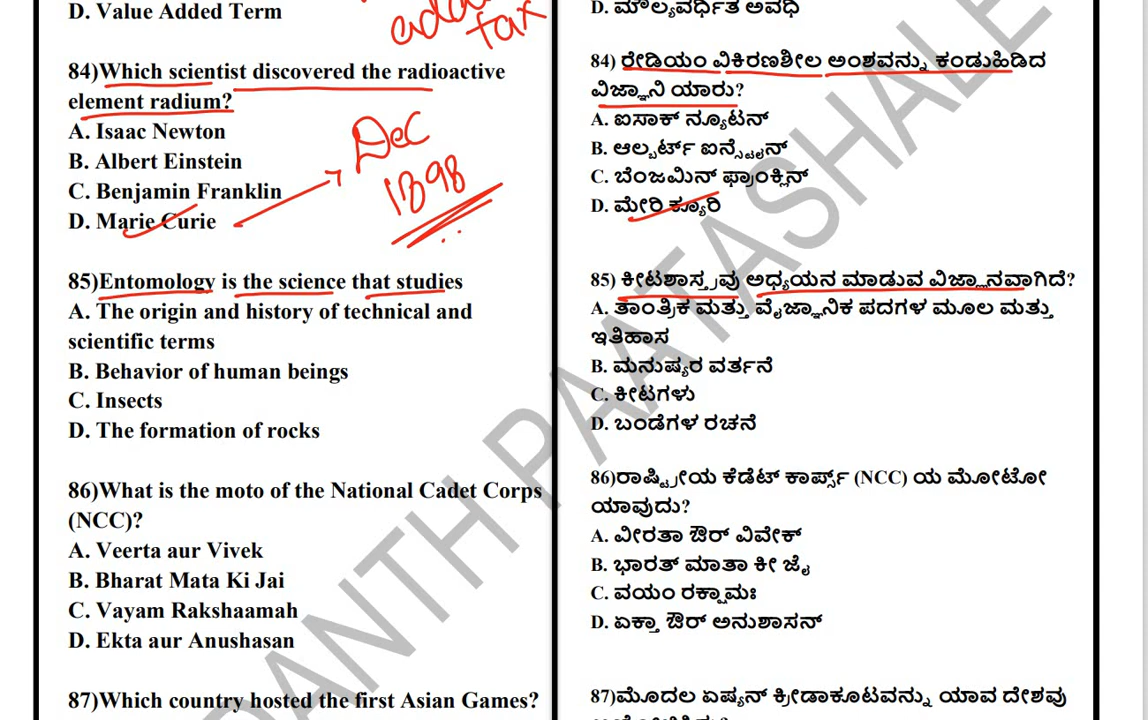 D. Value Added Term
added
tax
84)Which scientist discovered the radioactive
element radium?
A. Isaac Newton
B. Albert Einstein
C. Benjamin Franklin
D. Marie Curie
Dec
1898
85)Entomology is the science that studies
A. The origin and history of technical and
scientific terms
B. Behavior of human beings
C. Insects
D. The formation of rocks
86)What is the moto of the National Cadet Corps
(NCC)?
A. Veerta aur Vivek
B. Bharat Mata Ki Jai
C. Vayam Rakshaamah
D. Ekta aur Anushasan
87)Which country hosted the first Asian Games?
D. ಮೌಲ್ಯವರ್ಧಿತ ಅವಧಿ
84) ರೇಡಿಯಂ ವಿಕಿರಣಶೀಲ ಅಂಶವನ್ನು ಕಂಡುಹಿಡಿದ
ವಿಜ್ಞಾನಿ ಯಾರು?
A. ಐಸಾಕ್ ನ್ಯೂಟನ್
B. ಆಲ್ಬರ್ಟ್ ಐನ್ಸ್ಟೈನ್
C. ಬೆಂಜಮಿನ್ ಫ್ರಾಂಕ್ಲಿನ್
D. ಮೇರಿ ಕ್ಯೂರಿ
85) ಕೀಟಶಾಸ್ತ್ರವು ಅಧ್ಯಯನ ಮಾಡುವ ವಿಜ್ಞಾನವಾಗಿದೆ?
A. ತಾಂತ್ರಿಕ ಮತ್ತು ವೈಜ್ಞಾನಿಕ ಪದಗಳ ಮೂಲ ಮತ್ತು
ಇತಿಹಾಸ
B. ಮನುಷ್ಯರ ವರ್ತನೆ
C. ಕೀಟಗಳು
D. ಬಂಡೆಗಳ ರಚನೆ
86)ರಾಷ್ಟ್ರೀಯ ಕೆಡೆಟ್ ಕಾರ್ಪ್ಸ್ (NCC) ಯ ಮೋಟೋ
ಯಾವುದು?
A. ವೀರತಾ ಔರ್ ವಿವೇಕ್
B. ಭಾರತ್ ಮಾತಾ ಕೀ ಜೈ
C. ವಯಂ ರಕ್ಷಾಮಃ
D. ಏಕ್ತಾ ಔರ್ ಅನುಶಾಸನ್
87)ಮೊದಲ ಏಷ್ಯನ್ ಕ್ರೀಡಾಕೂಟವನ್ನು ಯಾವ ದೇಶವು
PAATASHALE